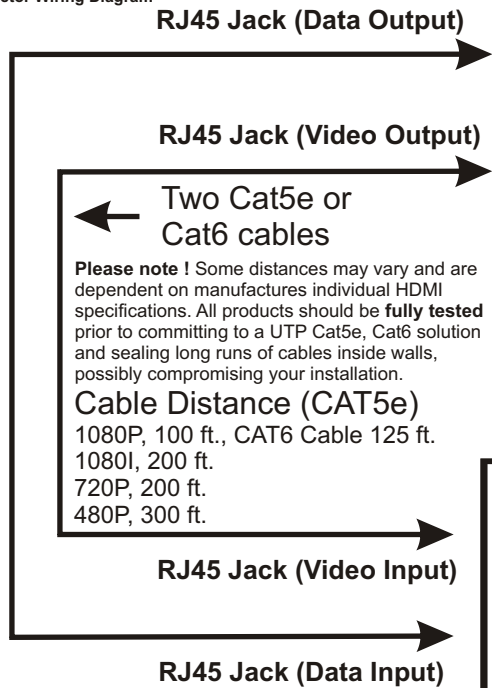 RJ45 Jack (Data Output)
RJ45 Jack (Video Output)
Two Cat5e or
Cat6 cables
Please note ! Some distances may vary and are
dependent on manufactures individual HDMI
specifications. All products should be fully tested
prior to committing to a UTP Cat5e, Cat6 solution
and sealing long runs of cables inside walls,
possibly compromising your installation.
Cable Distance (CAT5e)
1080P, 100 ft., CAT6 Cable 125 ft.
1080I, 200 ft.
720P, 200 ft.
480P, 300 ft.
RJ45 Jack (Video Input)
RJ45 Jack (Data Input)